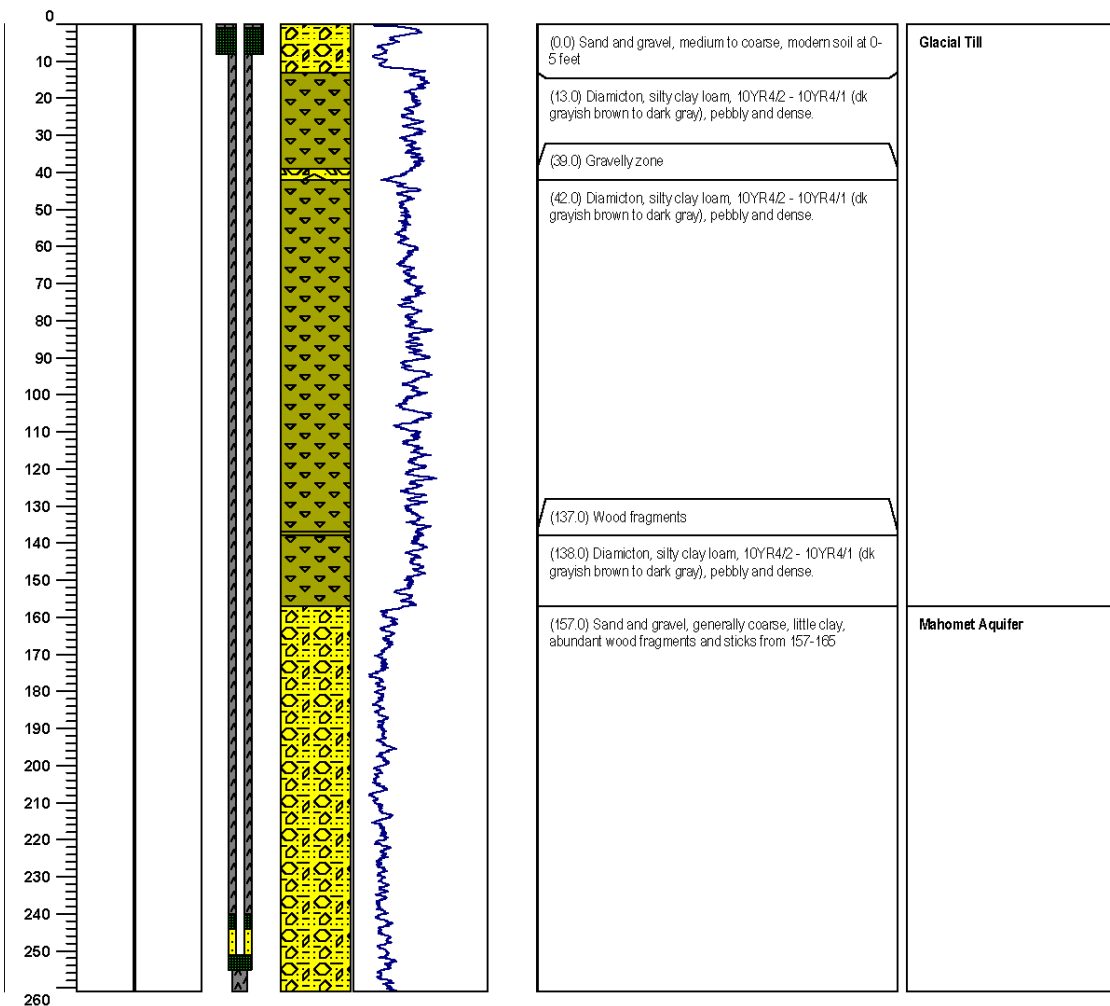 0
10
20
30
40
50
60
70
80
90
100
110
120
130
140
150
160
170
180
190
200
210
220
230
240
250
260
(0.0) Sand and gravel, medium to coarse, modern soil at 0-
5 feet
(13.0) Diamicton, silty clay loam, 10YR4/2 - 10YR4/1 (dk
grayish brown to dark gray), pebbly and dense.
(39.0) Gravelly zone
(42.0) Diamicton, silty clay loam, 10YR4/2 - 10YR4/1 (dk
grayish brown to dark gray), pebbly and dense.
(137.0) Wood fragments
(138.0) Diamicton, silty clay loam, 10YR4/2 - 10YR4/1 (dk
grayish brown to dark gray), pebbly and dense.
(157.0) Sand and gravel, generally coarse, little clay,
abundant wood fragments and sticks from 157-165
Glacial Till
Mahomet Aquifer